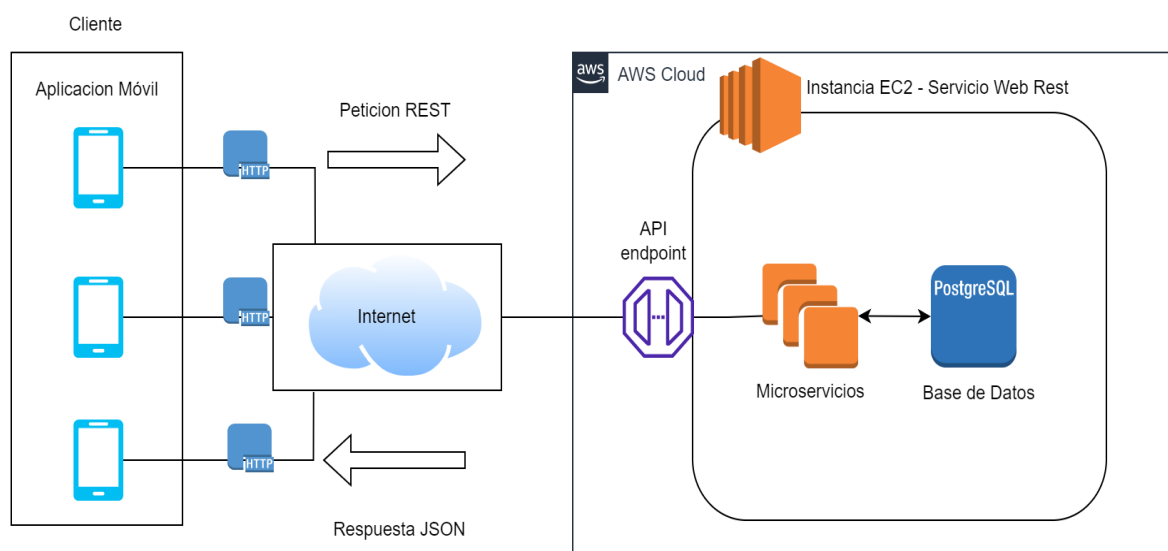 Cliente
Aplicacion Móvil
HTTP
Peticion REST
HTTP
Internet
HTTP
Respuesta JSON
aws
AWS Cloud
Instancia EC2 - Servicio Web Rest
API
endpoint
Microservicios
PostgreSQL
Base de Datos